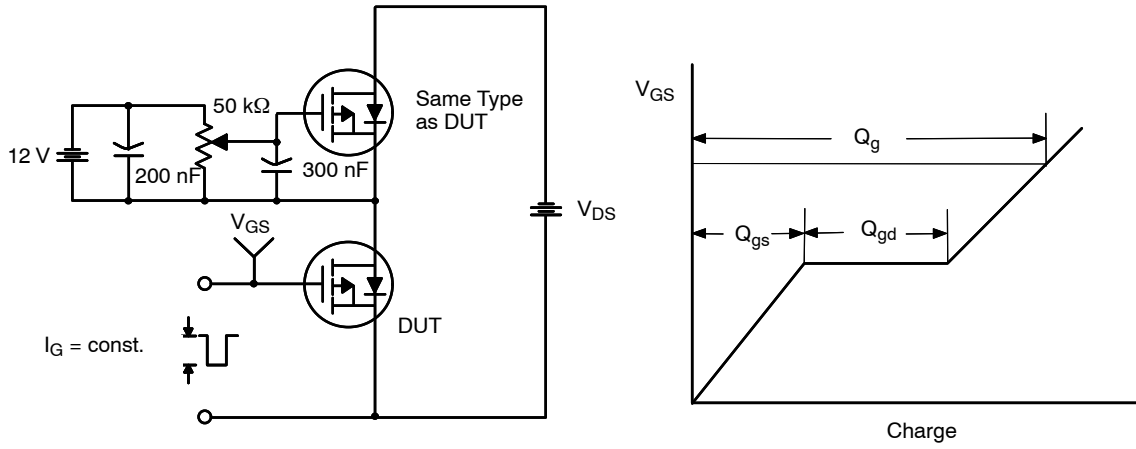 50 kΩ
Same Type
as DUT
12 V
200 nF
300 nF
V_GS
V_DS
DUT
I_G = const.
V_GS
Q_g
Q_gs
Q_gd
Charge